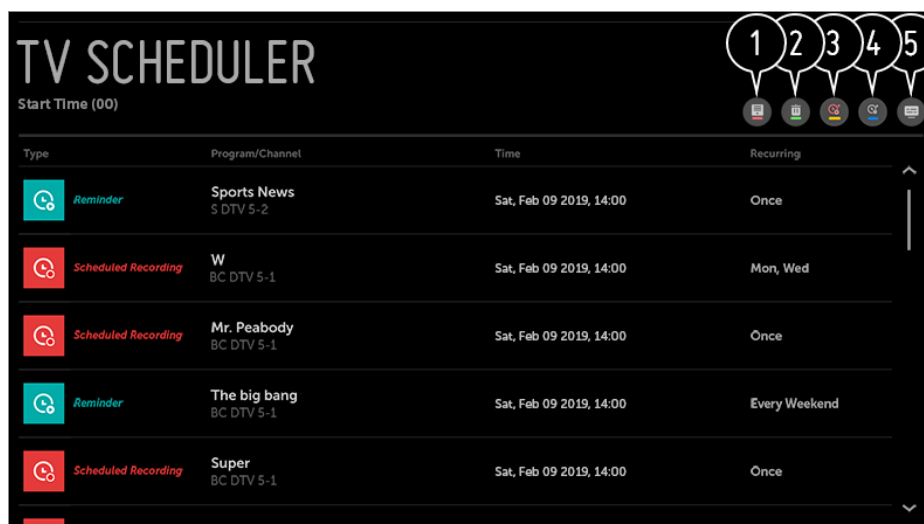 TV SCHEDULER
1 2 3 4 5
Start Time (00)
Type Program/Channel Time Recurring
Reminder Sports News Sat, Feb 09 2019, 14:00 Once
S DTV 5-2
Scheduled Recording W Sat, Feb 09 2019, 14:00 Mon, Wed
BC DTV 5-1
Scheduled Recording Mr. Peabody Sat, Feb 09 2019, 14:00 Once
BC DTV 5-1
Reminder The big bang Sat, Feb 09 2019, 14:00 Every Weekend
BC DTV 5-1
Scheduled Recording Super Sat, Feb 09 2019, 14:00 Once
BC DTV 5-1